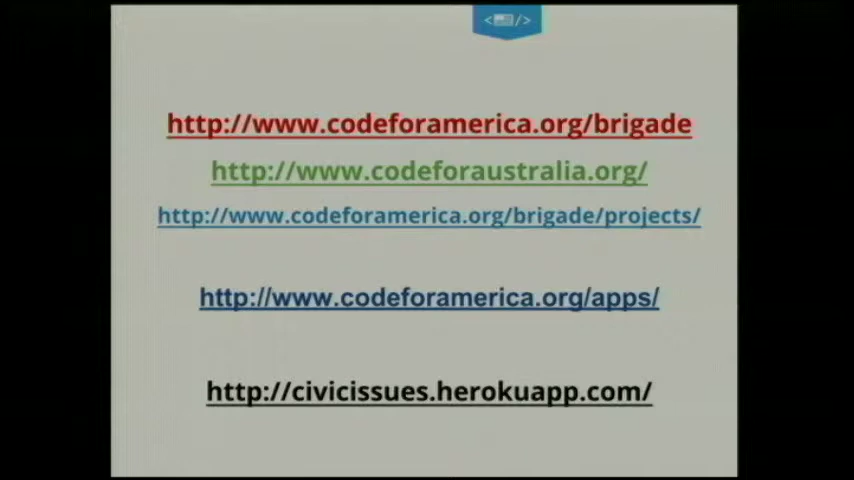 http://www.codeforamerica.org/brigade
http://www.codeforaustralia.org/
http://www.codeforamerica.org/brigade/projects/
http://www.codeforamerica.org/apps/
http://civicissues.herokuapp.com/